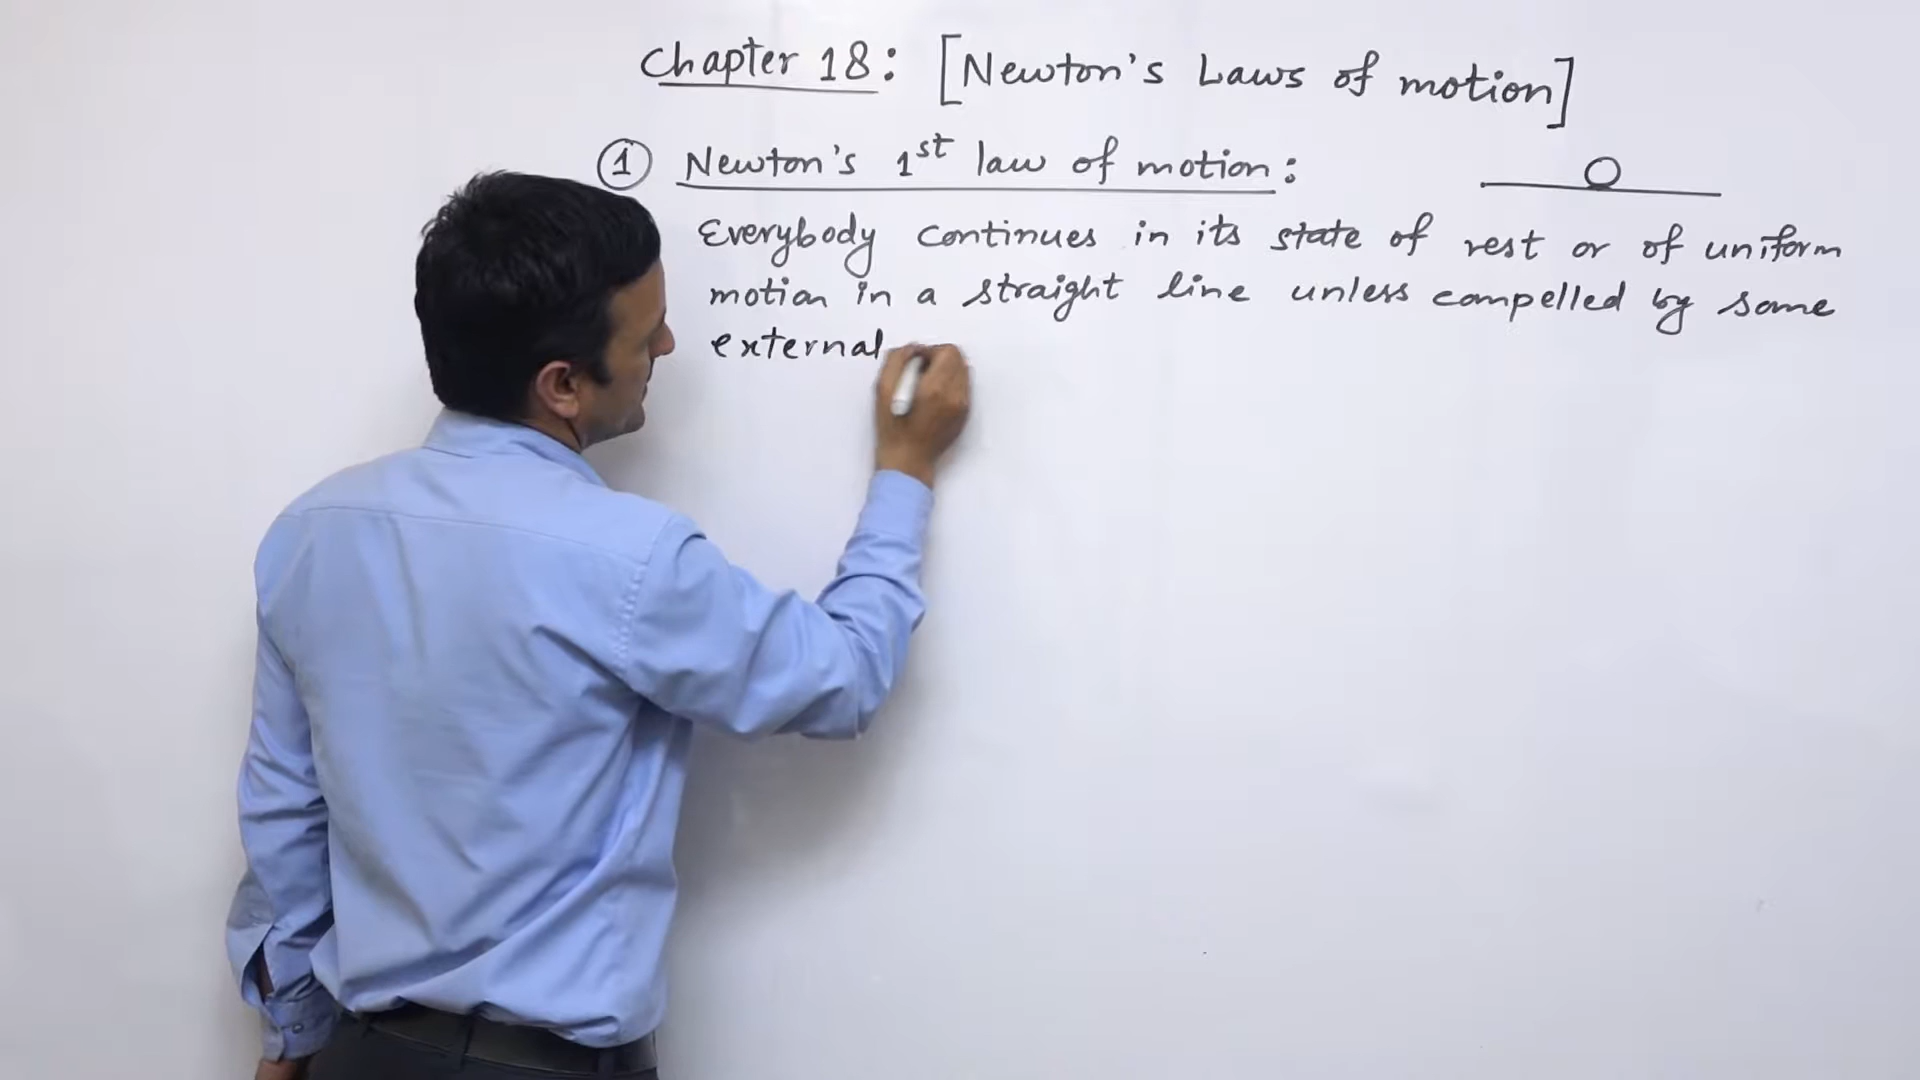 Chapter 18: [Newton's Laws of motion]
① Newton's 1st law of motion:
Everybody continues in its state of rest or of uniform
motion in a straight line unless compelled by some
external